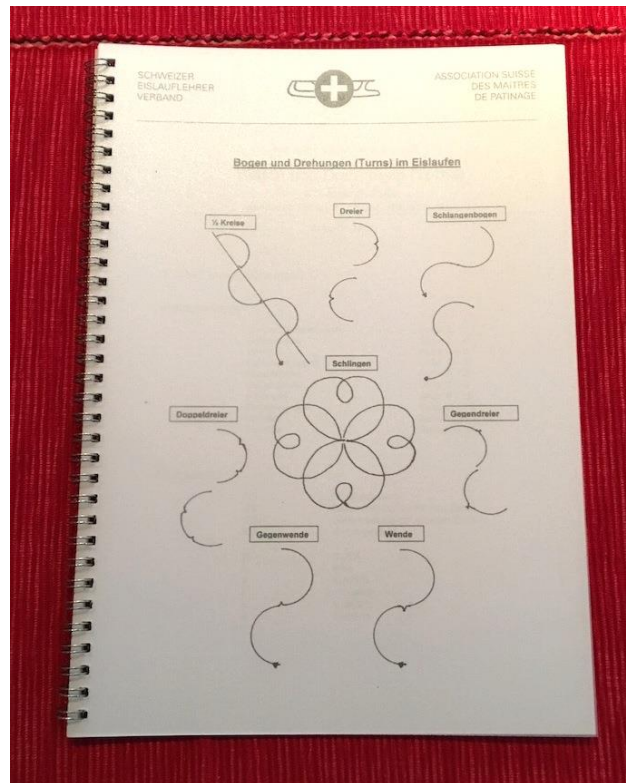 SCHWEIZER
EISLAUFLEHRER
VERBAND
ASSOCIATION SUISSE
DES MAITRES
DE PATINAGE
Bogen und Drehungen (Turns) im Eislaufen
½ Kreise
Dreier
Schlangenbogen
Schlingen
Doppeldreier
Gegendreier
Gegenwende
Wende